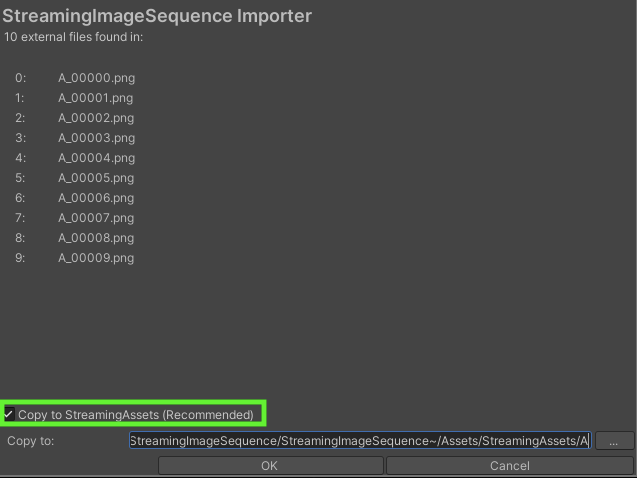 StreamingImageSequence Importer
10 external files found in:
0: A_00000.png
1: A_00001.png
2: A_00002.png
3: A_00003.png
4: A_00004.png
5: A_00005.png
6: A_00006.png
7: A_00007.png
8: A_00008.png
9: A_00009.png
Copy to StreamingAssets (Recommended)
Copy to: StreamingImageSequence/StreamingImageSequence~/Assets/StreamingAssets/A ...
OK Cancel